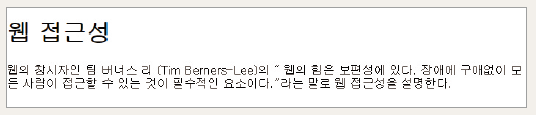 웹 접근성
웹의 창시자인 팀 버너스 리 (Tim Berners-Lee)의 " 웹의 힘은 보편성에 있다. 장애에 구애없이 모
든 사람이 접근할 수 있는 것이 필수적인 요소이다."라는 말로 웹 접근성을 설명한다.